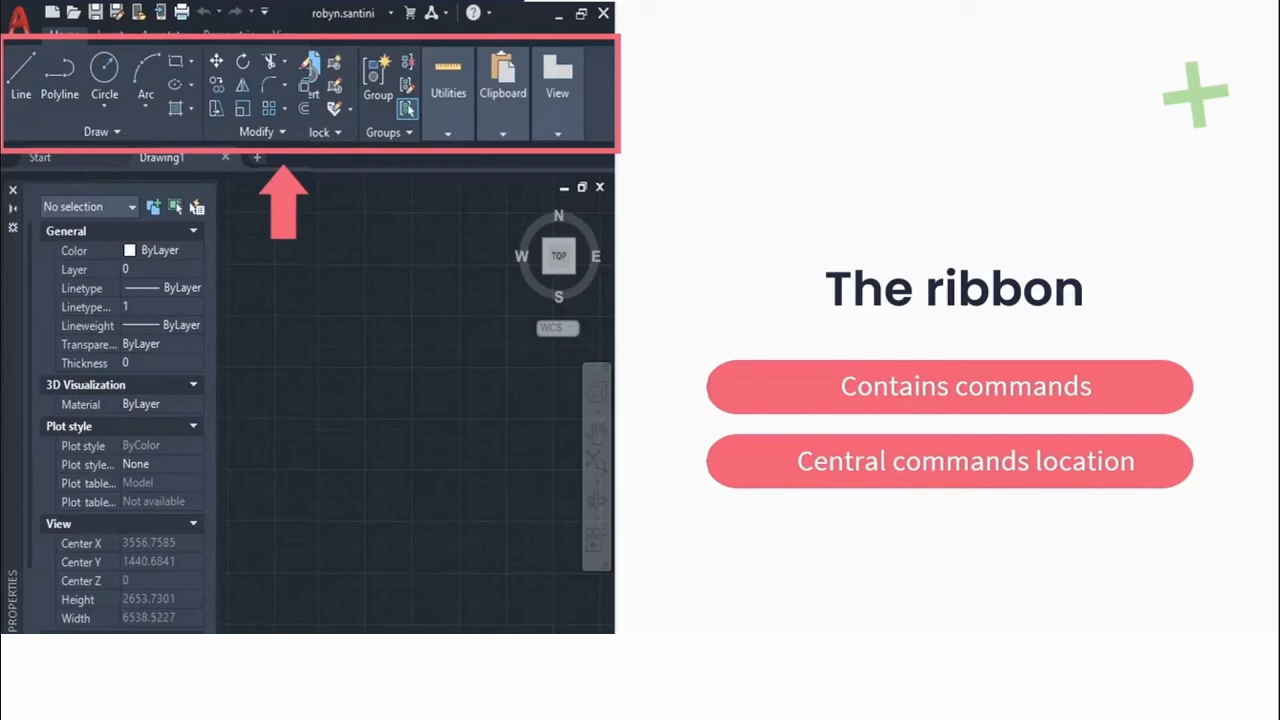 robyn.santini
Line
Polyline
Circle
Arc
Group
Utilities
Clipboard
View
Draw
Modify
lock
Groups
Start
Drawing1
No selection
General
Color ByLayer
Layer 0
Linetype ByLayer
Linetype... 1
Lineweight ByLayer
Transpare... ByLayer
Thickness 0
3D Visualization
Material ByLayer
Plot style
Plot style ByColor
Plot style... None
Plot table... Model
Plot table... Not available
View
Center X 3556.7585
Center Y 1440.6841
Center Z 0
Height 2653.7301
Width 6538.5227
PROPERTIES
N
W TOP E
S
WCS
The ribbon
Contains commands
Central commands location